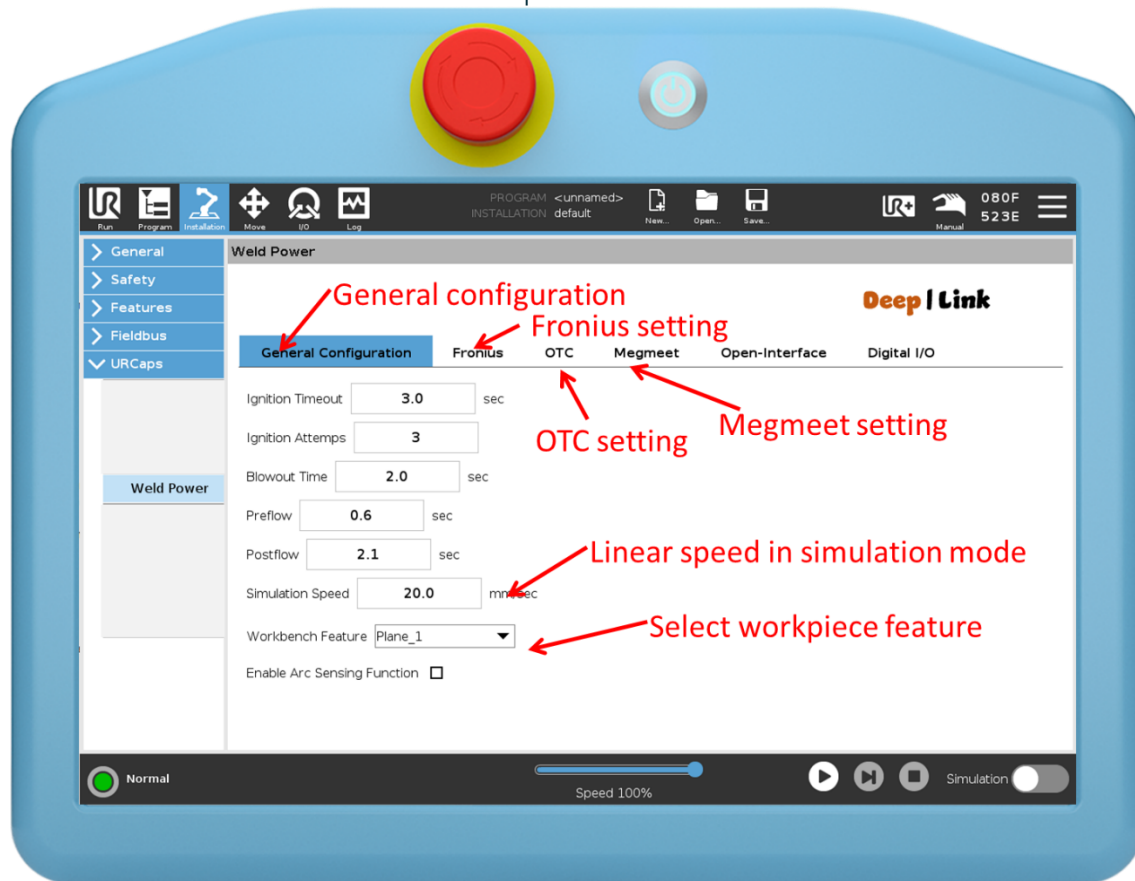 PROGRAM <unnamed>
INSTALLATION default
Run Program Installation Move I/O Log New... Open... Save... UR+ Manual
080F
523E
General
Safety
Features
Fieldbus
URCaps
Weld Power
Weld Power
General configuration
Deep | Link
Fronius setting
General Configuration Fronius OTC Megmeet Open-Interface Digital I/O
Ignition Timeout 3.0 sec
Megmeet setting
Ignition Attemps 3
OTC setting
Blowout Time 2.0 sec
Preflow 0.6 sec
Postflow 2.1 sec
Linear speed in simulation mode
Simulation Speed 20.0
Select workpiece feature
Workbench Feature Plane_1
Enable Arc Sensing Function
Normal
Speed 100%
Simulation